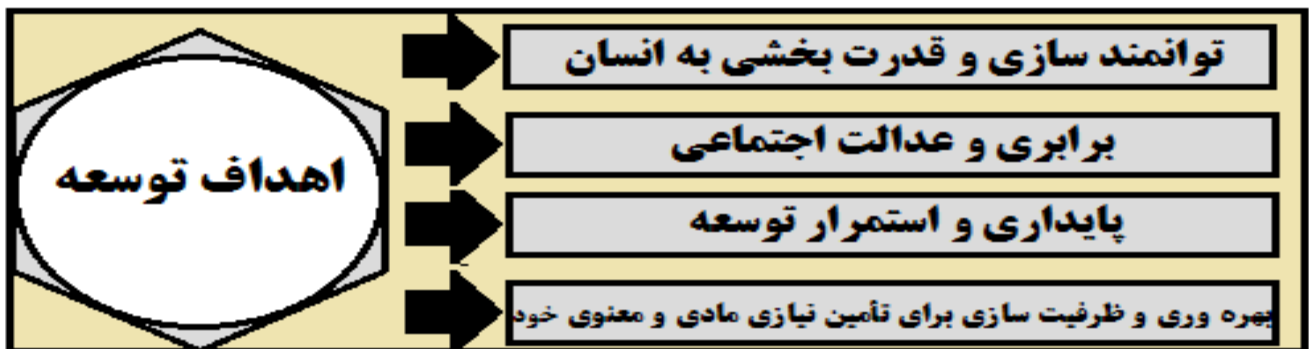 اهداف توسعه
توانمند سازی و قدرت بخشی به انسان
برابری و عدالت اجتماعی
پایداری و استمرار توسعه
بهره وری و ظرفیت سازی برای تأمین نیازی مادی و معنوی خود